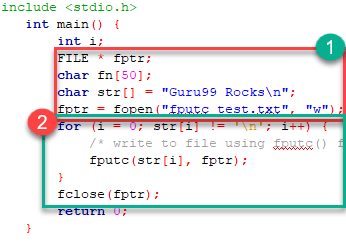 include <stdio.h>
int main() {
int i;
1
FILE * fptr;
char fn[50];
char str[] = "Guru99 Rocks\n";
fptr = fopen("fputc_test.txt", "w");
2
for (i = 0; str[i] != '\n'; i++) {
/* write to file using fputc() f
fputc(str[i], fptr);
}
fclose(fptr);
return 0;
}